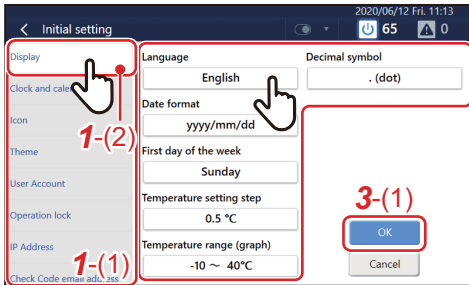 2020/06/12 Fri. 11:13
Initial setting
65
0
Display
Clock and cale
Icon
Theme
User Account
Operation lock
IP Address
Check Code email address
1-(2)
1-(1)
Language
English
Date format
yyyy/mm/dd
First day of the week
Sunday
Temperature setting step
0.5 °C
Temperature range (graph)
-10 ～ 40°C
Decimal symbol
. (dot)
3-(1)
OK
Cancel